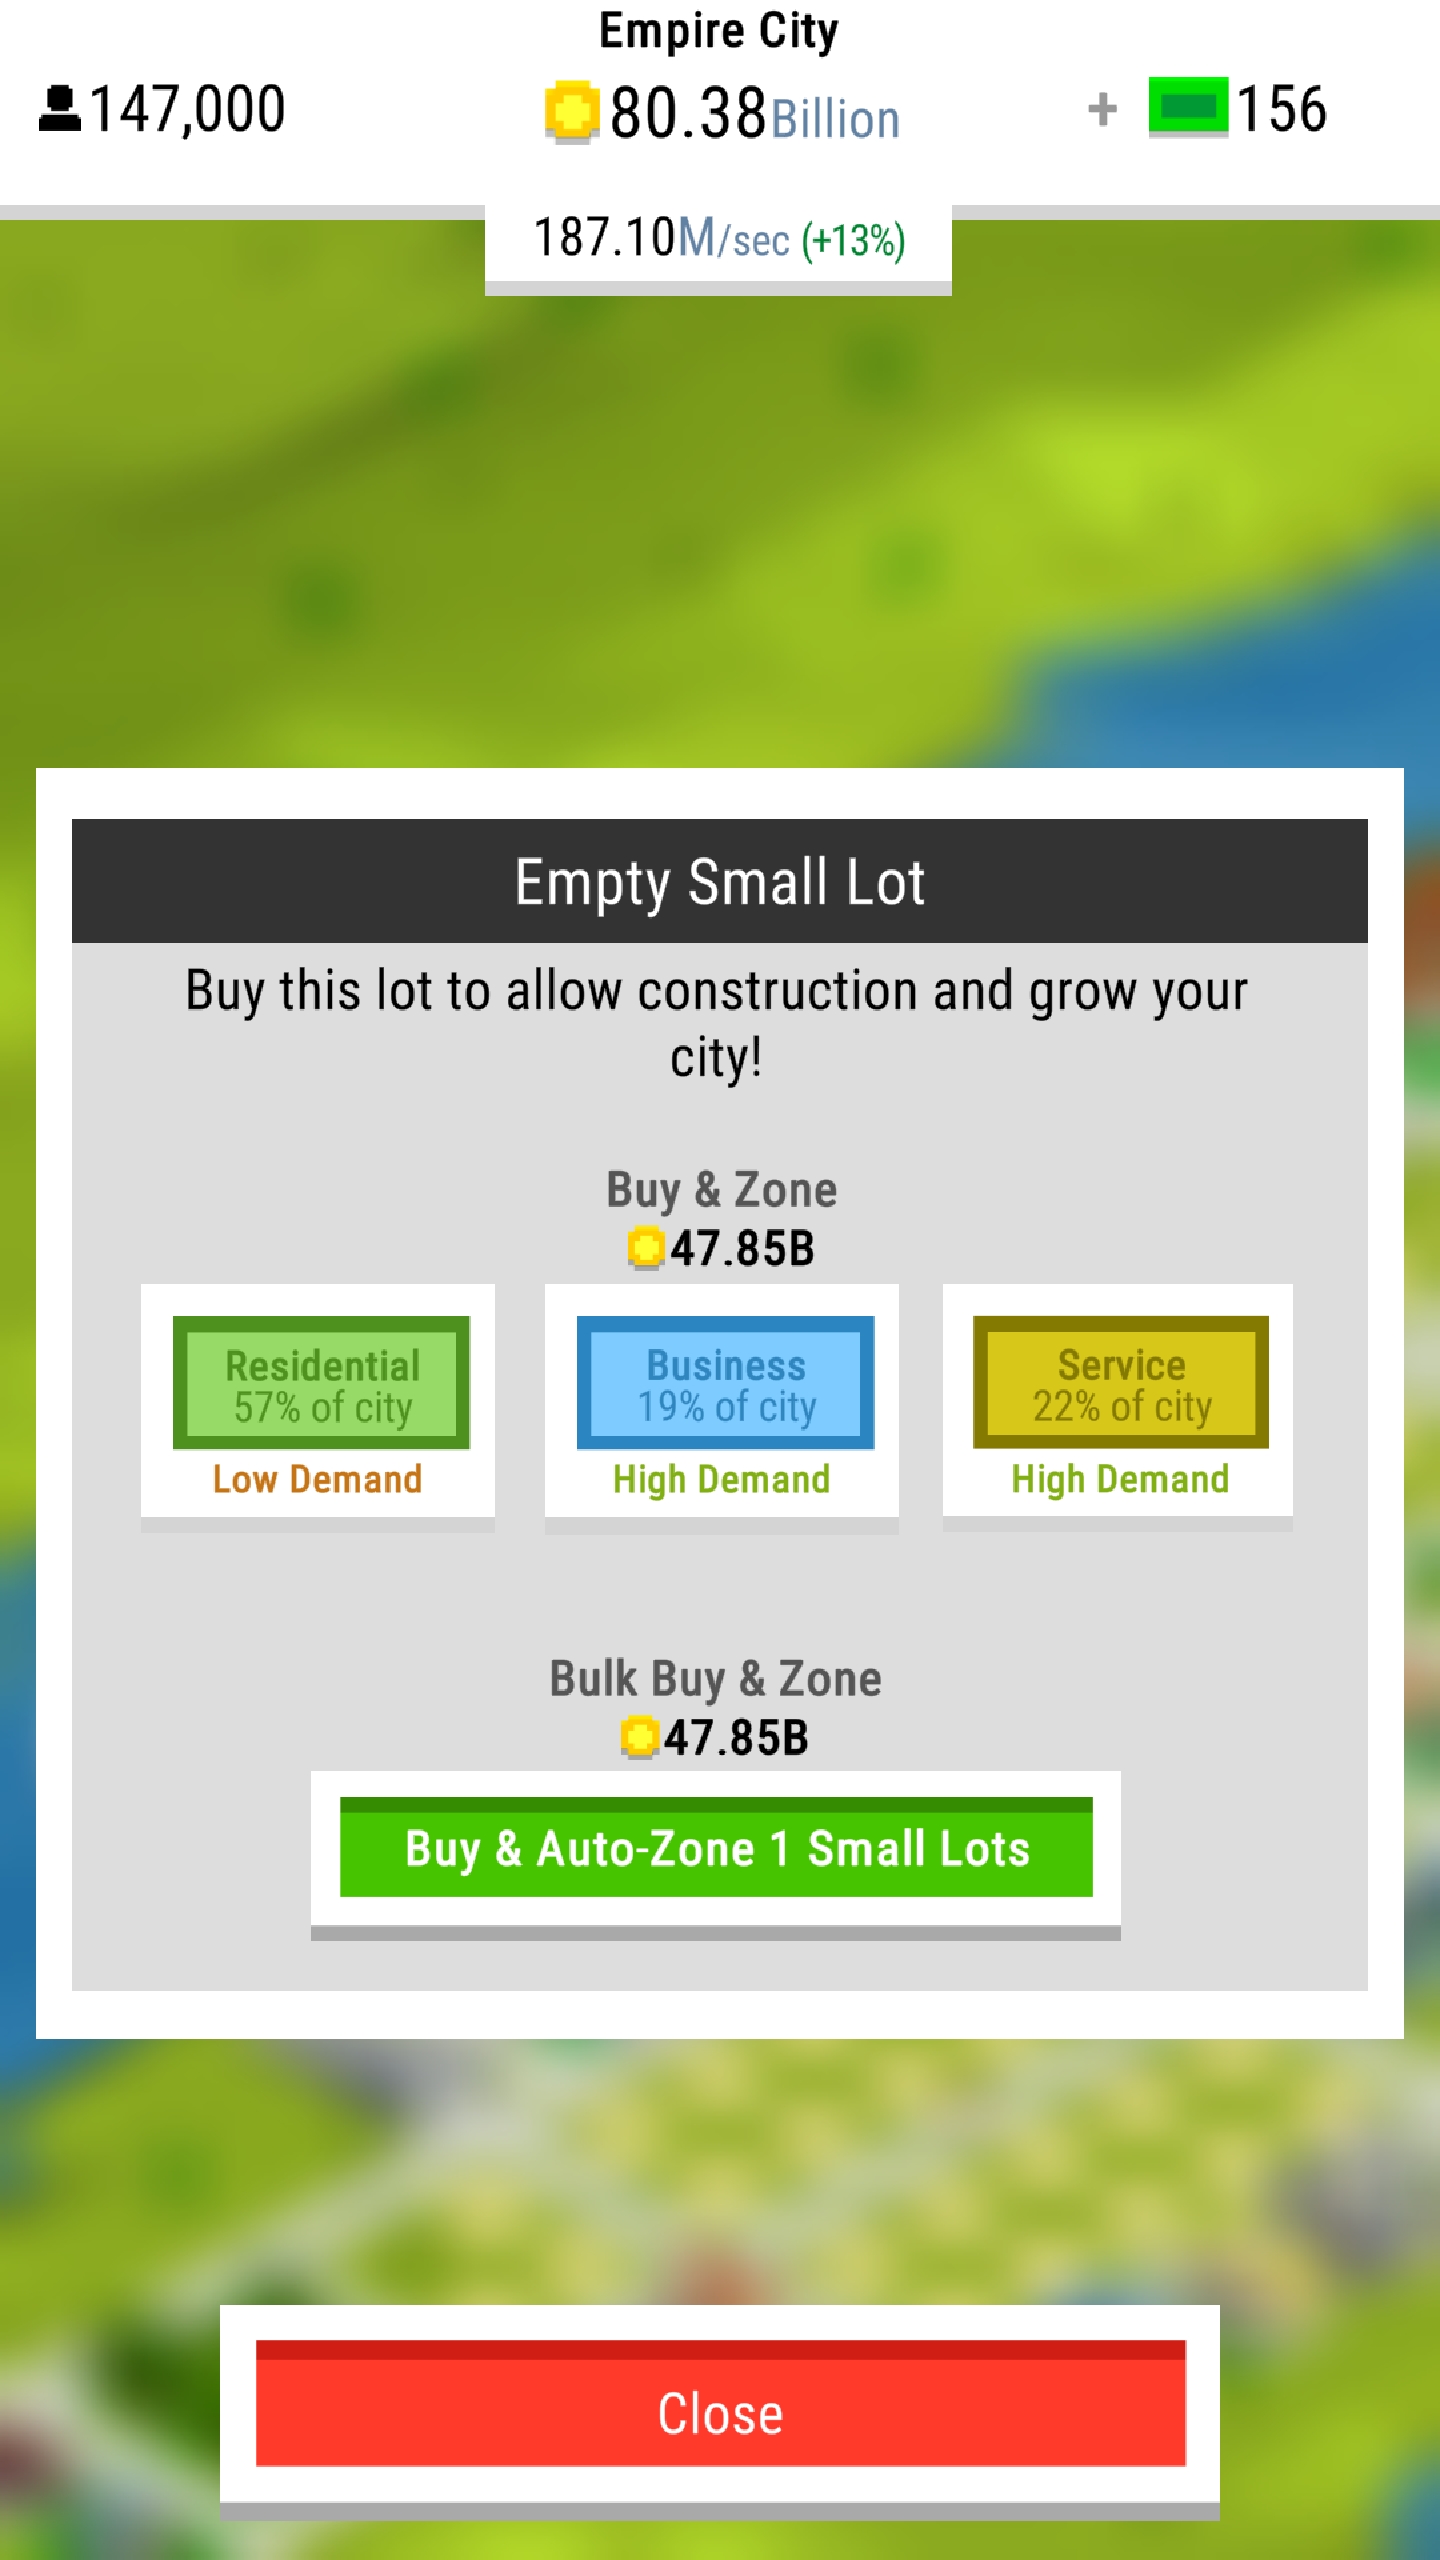 Empire City
147,000
80.38Billion
+ 156
187.10M/sec (+13%)
Empty Small Lot
Buy this lot to allow construction and grow your
city!
Buy & Zone
47.85B
Residential
57% of city
Low Demand
Business
19% of city
High Demand
Service
22% of city
High Demand
Bulk Buy & Zone
47.85B
Buy & Auto-Zone 1 Small Lots
Close